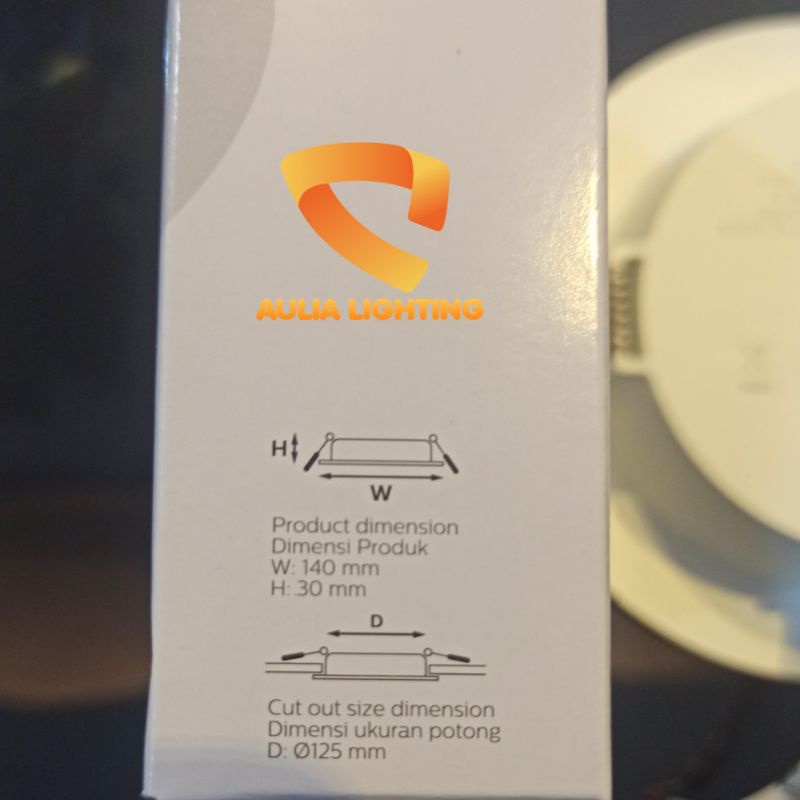 AULIA LIGHTING
H
W
Product dimension
Dimensi Produk
W: 140 mm
H: 30 mm
D
Cut out size dimension
Dimensi ukuran potong
D: Ø125 mm